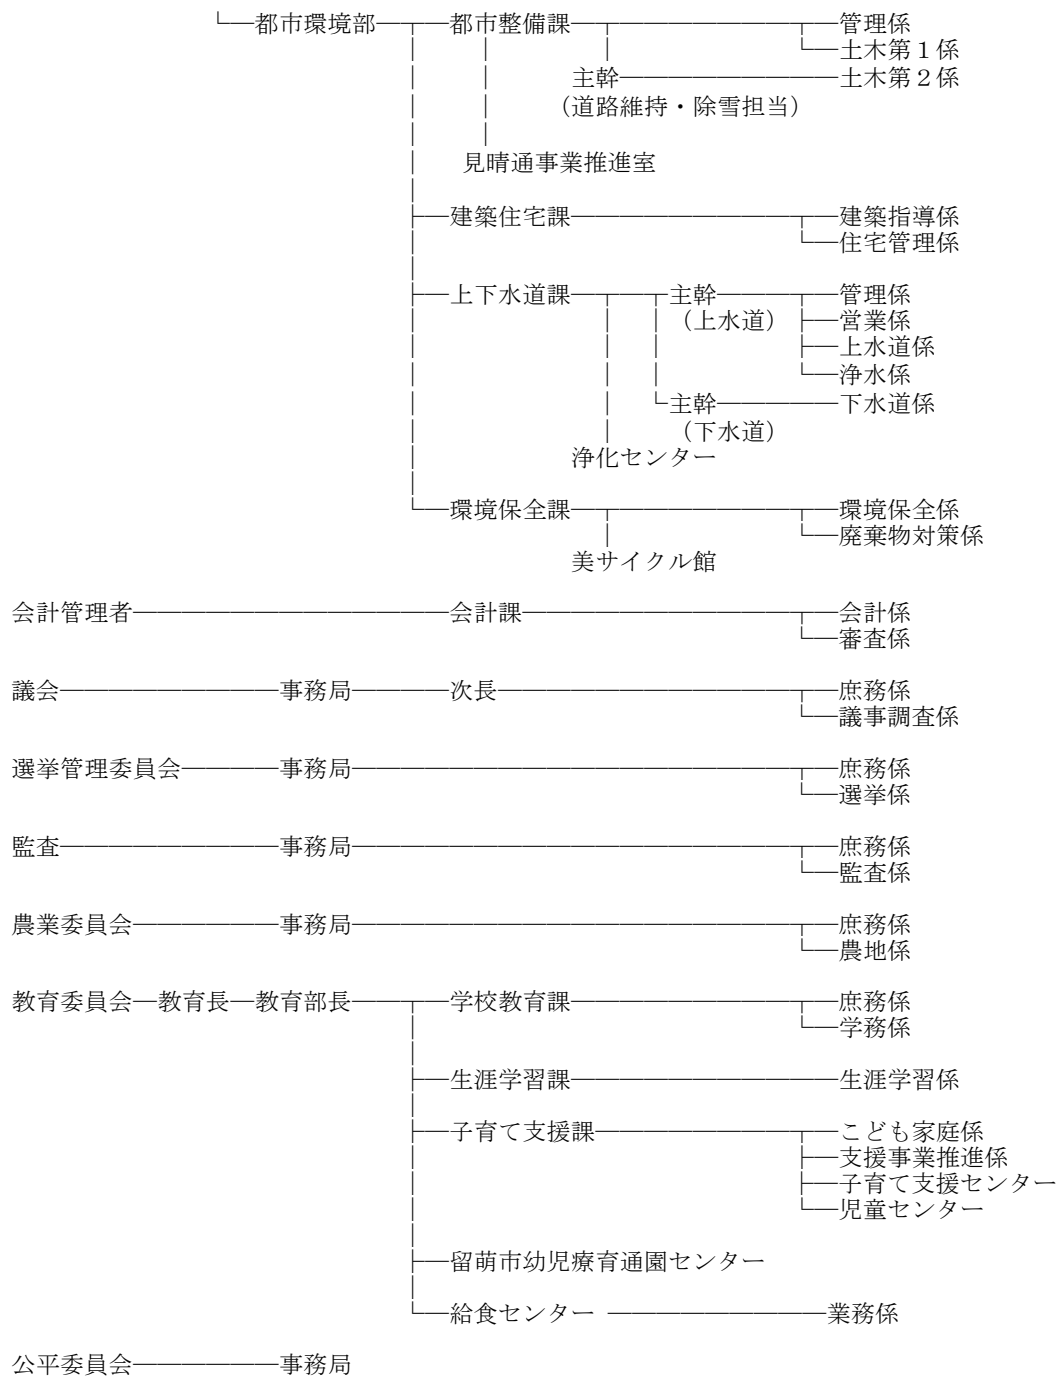 都市環境部 都市整備課 管理係
土木第１係
主幹 土木第２係
（道路維持・除雪担当）
見晴通事業推進室
建築住宅課 建築指導係
住宅管理係
上下水道課 主幹 管理係
（上水道） 営業係
上水道係
浄水係
主幹 下水道係
（下水道）
浄化センター
環境保全課 環境保全係
廃棄物対策係
美サイクル館
会計管理者 会計課 会計係
審査係
議会 事務局 次長 庶務係
議事調査係
選挙管理委員会 事務局 庶務係
選挙係
監査 事務局 庶務係
監査係
農業委員会 事務局 庶務係
農地係
教育委員会 教育長 教育部長 学校教育課 庶務係
学務係
生涯学習課 生涯学習係
子育て支援課 こども家庭係
支援事業推進係
子育て支援センター
児童センター
留萌市幼児療育通園センター
給食センター 業務係
公平委員会 事務局